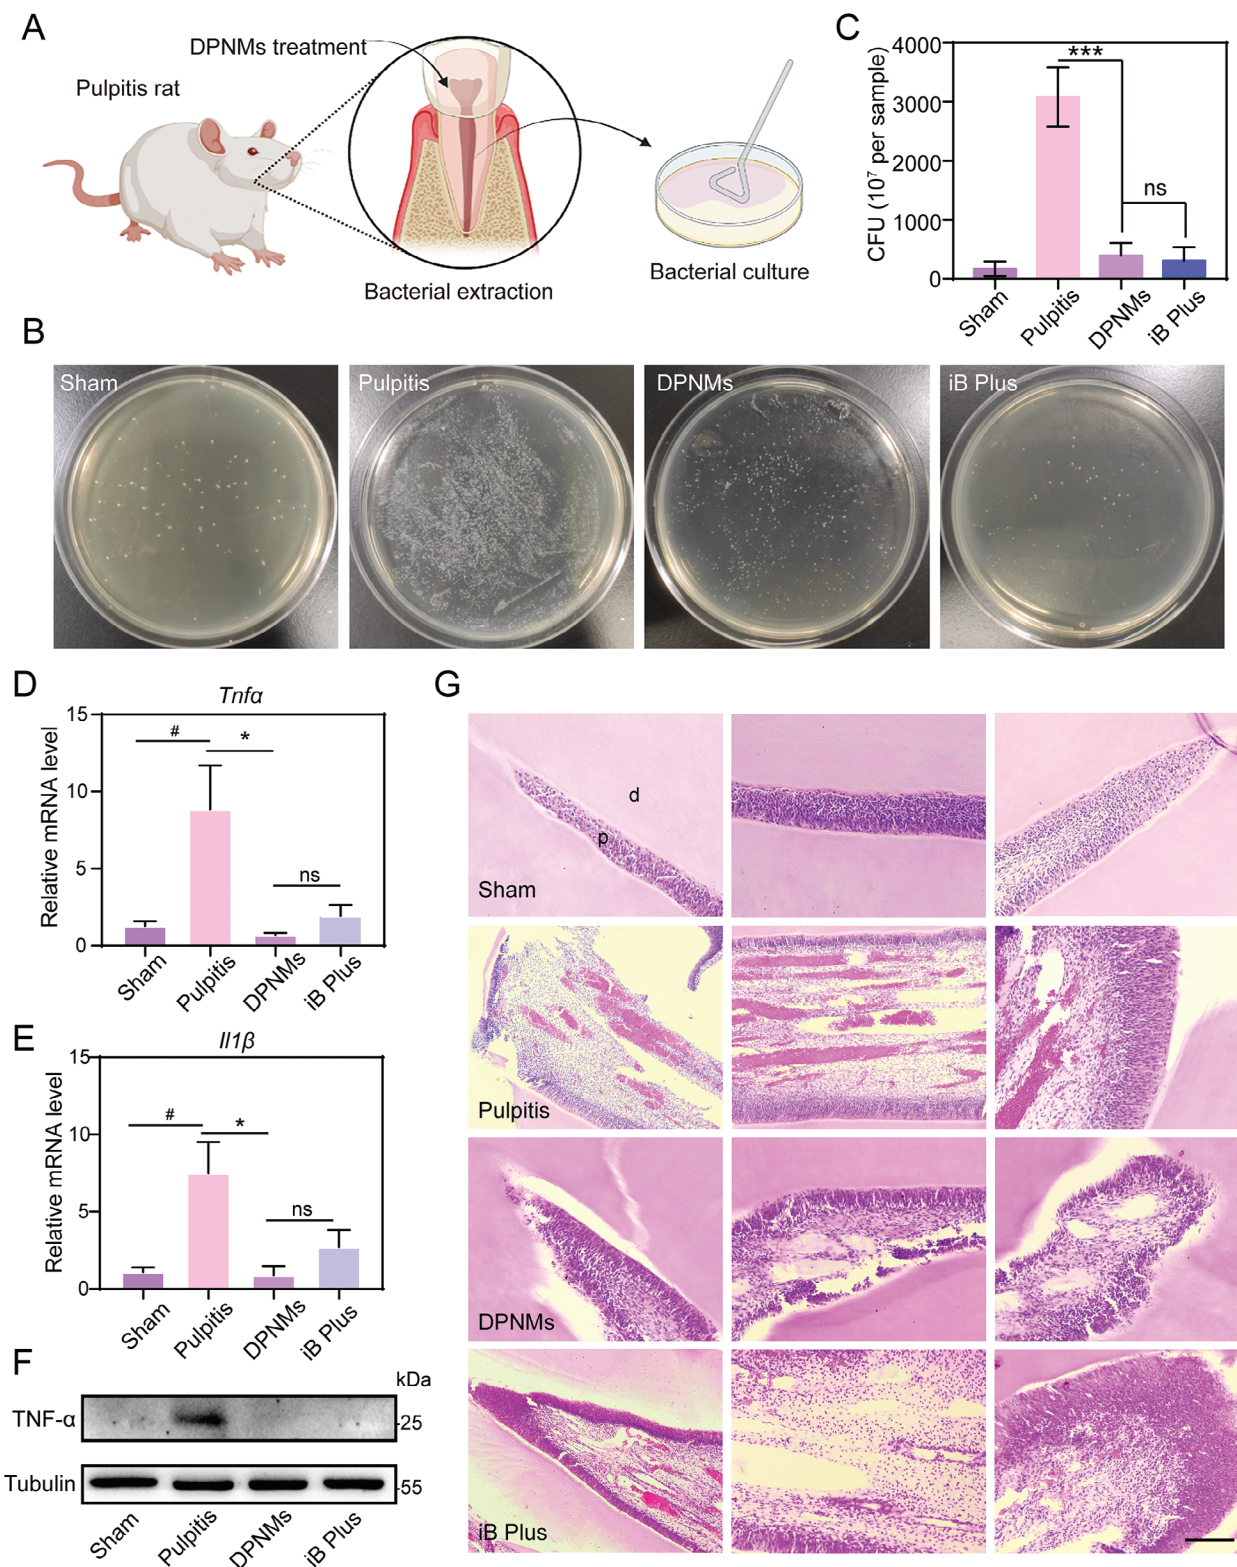 A
DPNMs treatment
Pulpitis rat
Bacterial extraction
Bacterial culture
C
CFU (10⁷ per sample)
4000
3000
2000
1000
0
***
ns
Sham
Pulpitis
DPNMs
iB Plus
B
Sham
Pulpitis
DPNMs
iB Plus
D
Tnfα
Relative mRNA level
15
10
5
0
#
*
ns
Sham
Pulpitis
DPNMs
iB Plus
E
Il1β
Relative mRNA level
15
10
5
0
#
*
ns
Sham
Pulpitis
DPNMs
iB Plus
F
kDa
TNF-α
25
Tubulin
55
Sham
Pulpitis
DPNMs
iB Plus
G
d
p
Sham
Pulpitis
DPNMs
iB Plus